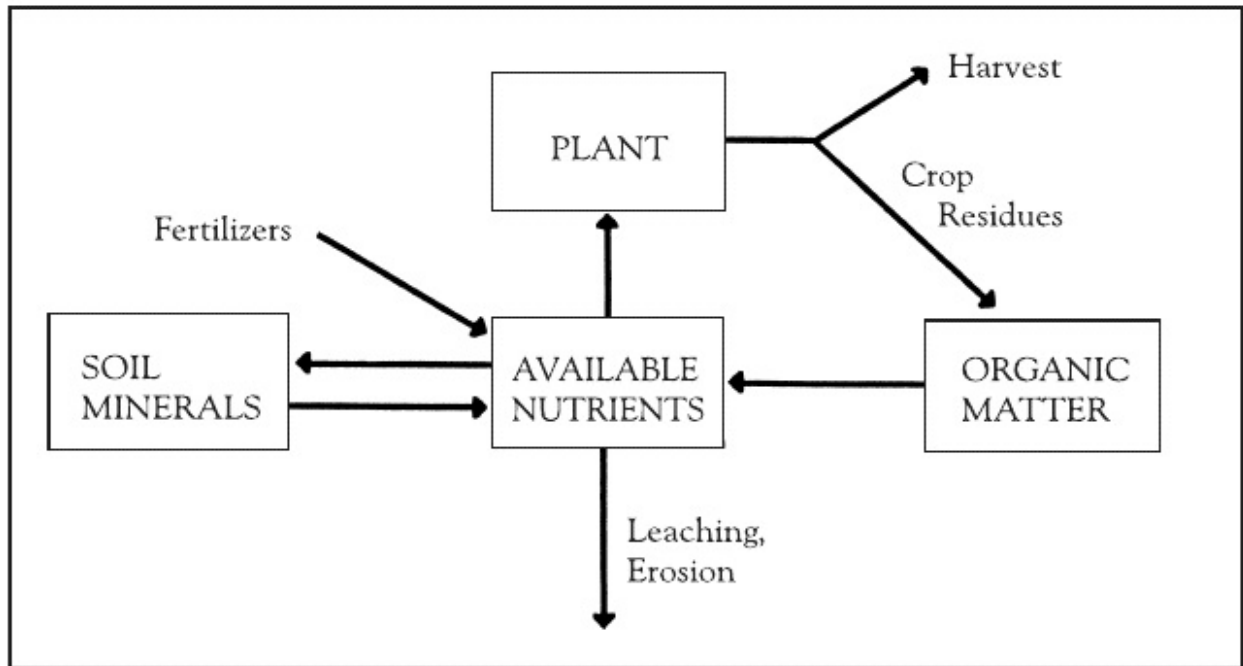 Harvest
PLANT
Crop
Residues
Fertilizers
SOIL
MINERALS
AVAILABLE
NUTRIENTS
ORGANIC
MATTER
Leaching,
Erosion